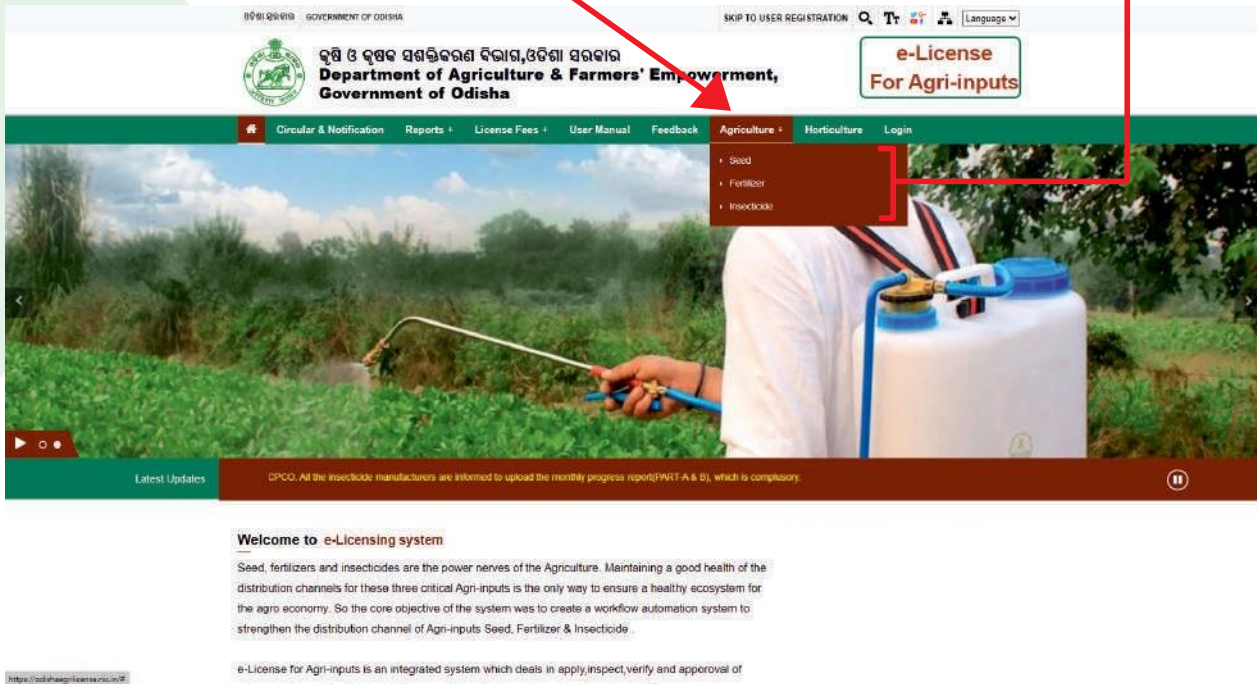 ଓଡ଼ିଶା ସରକାର GOVERNMENT OF ODISHA
SKIP TO USER REGISTRATION Language
କୃଷି ଓ କୃଷକ ସଶକ୍ତିକରଣ ବିଭାଗ,ଓଡିଶା ସରକାର
Department of Agriculture & Farmers' Empowerment,
Government of Odisha
e-License
For Agri-inputs
Circular & Notification Reports + License Fees + User Manual Feedback Agriculture + Horticulture Login
Seed
Fertilizer
Insecticide
Latest Updates CPCO. All the insecticide manufacturers are informed to upload the monthly progress report(PART-A & B), which is complusory.
Welcome to e-Licensing system
Seed, fertilizers and insecticides are the power nerves of the Agriculture. Maintaining a good health of the
distribution channels for these three critical Agri-inputs is the only way to ensure a healthy ecosystem for
the agro economy. So the core objective of the system was to create a workflow automation system to
strengthen the distribution channel of Agri-inputs Seed, Fertilizer & Insecticide .
e-License for Agri-inputs is an integrated system which deals in apply,inspect,verify and apporoval of
https://odishaagrilicense.nic.in/#